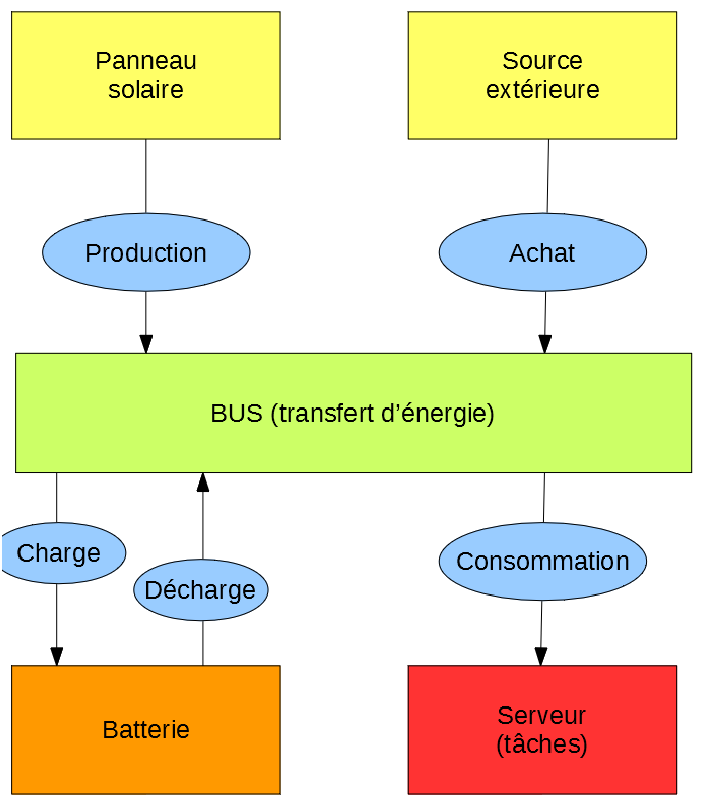 Panneau
solaire
Source
extérieure
Production
Achat
BUS (transfert d’énergie)
Charge
Décharge
Consommation
Batterie
Serveur
(tâches)